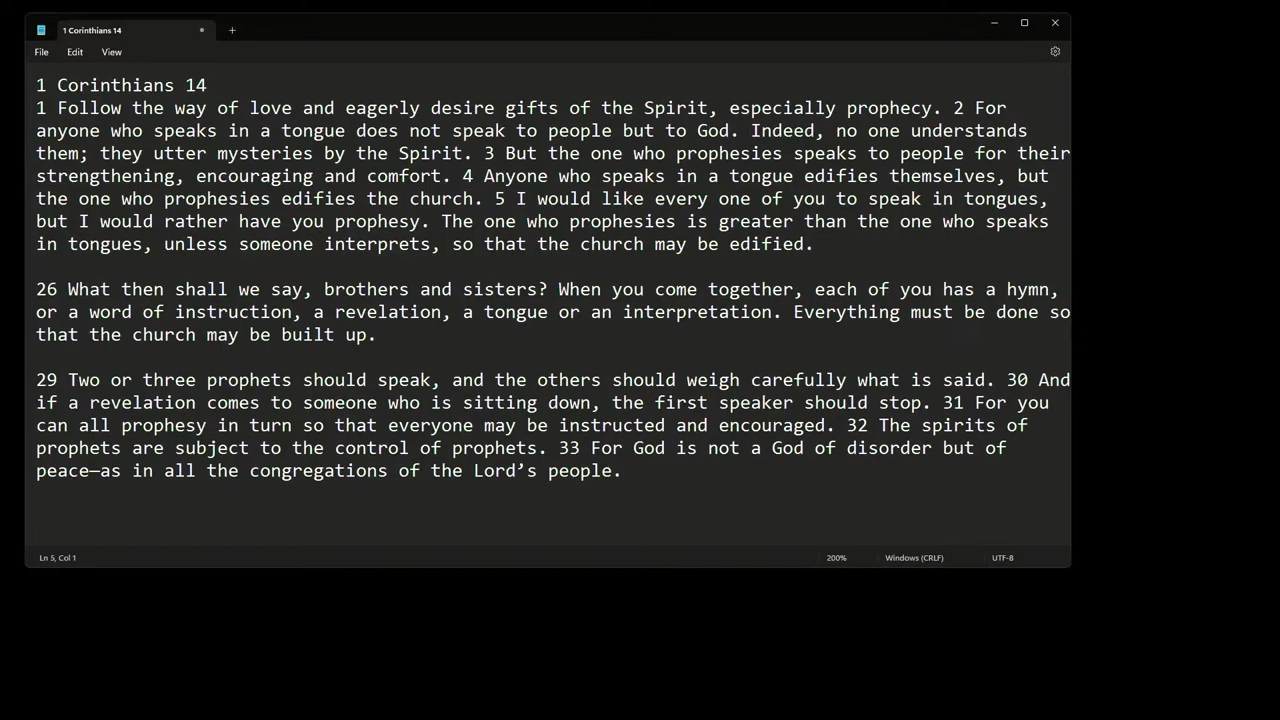 1 Corinthians 14
File Edit View
1 Corinthians 14
1 Follow the way of love and eagerly desire gifts of the Spirit, especially prophecy. 2 For
anyone who speaks in a tongue does not speak to people but to God. Indeed, no one understands
them; they utter mysteries by the Spirit. 3 But the one who prophesies speaks to people for their
strengthening, encouraging and comfort. 4 Anyone who speaks in a tongue edifies themselves, but
the one who prophesies edifies the church. 5 I would like every one of you to speak in tongues,
but I would rather have you prophesy. The one who prophesies is greater than the one who speaks
in tongues, unless someone interprets, so that the church may be edified.
26 What then shall we say, brothers and sisters? When you come together, each of you has a hymn,
or a word of instruction, a revelation, a tongue or an interpretation. Everything must be done so
that the church may be built up.
29 Two or three prophets should speak, and the others should weigh carefully what is said. 30 And
if a revelation comes to someone who is sitting down, the first speaker should stop. 31 For you
can all prophesy in turn so that everyone may be instructed and encouraged. 32 The spirits of
prophets are subject to the control of prophets. 33 For God is not a God of disorder but of
peace—as in all the congregations of the Lord’s people.
Ln 5, Col 1 200% Windows (CRLF) UTF-8